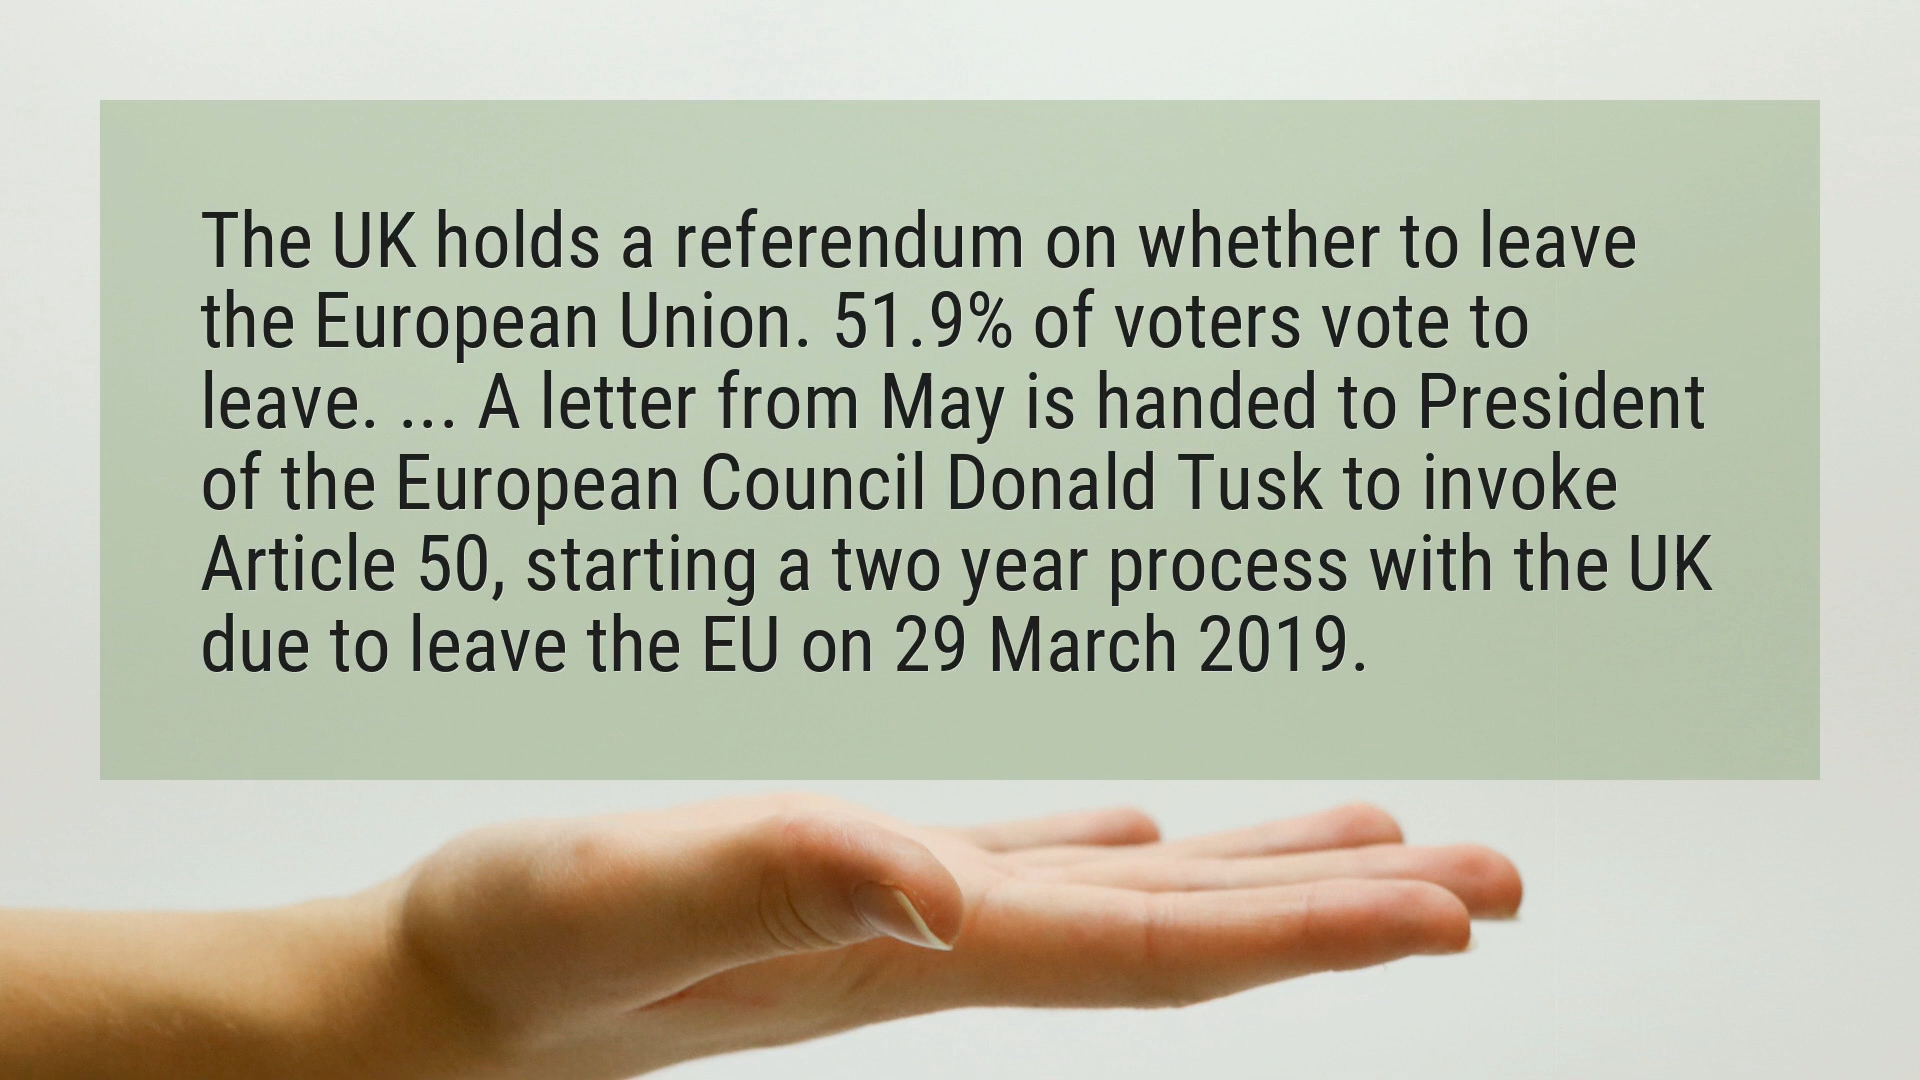 The UK holds a referendum on whether to leave
the European Union. 51.9% of voters vote to
leave. ... A letter from May is handed to President
of the European Council Donald Tusk to invoke
Article 50, starting a two year process with the UK
due to leave the EU on 29 March 2019.